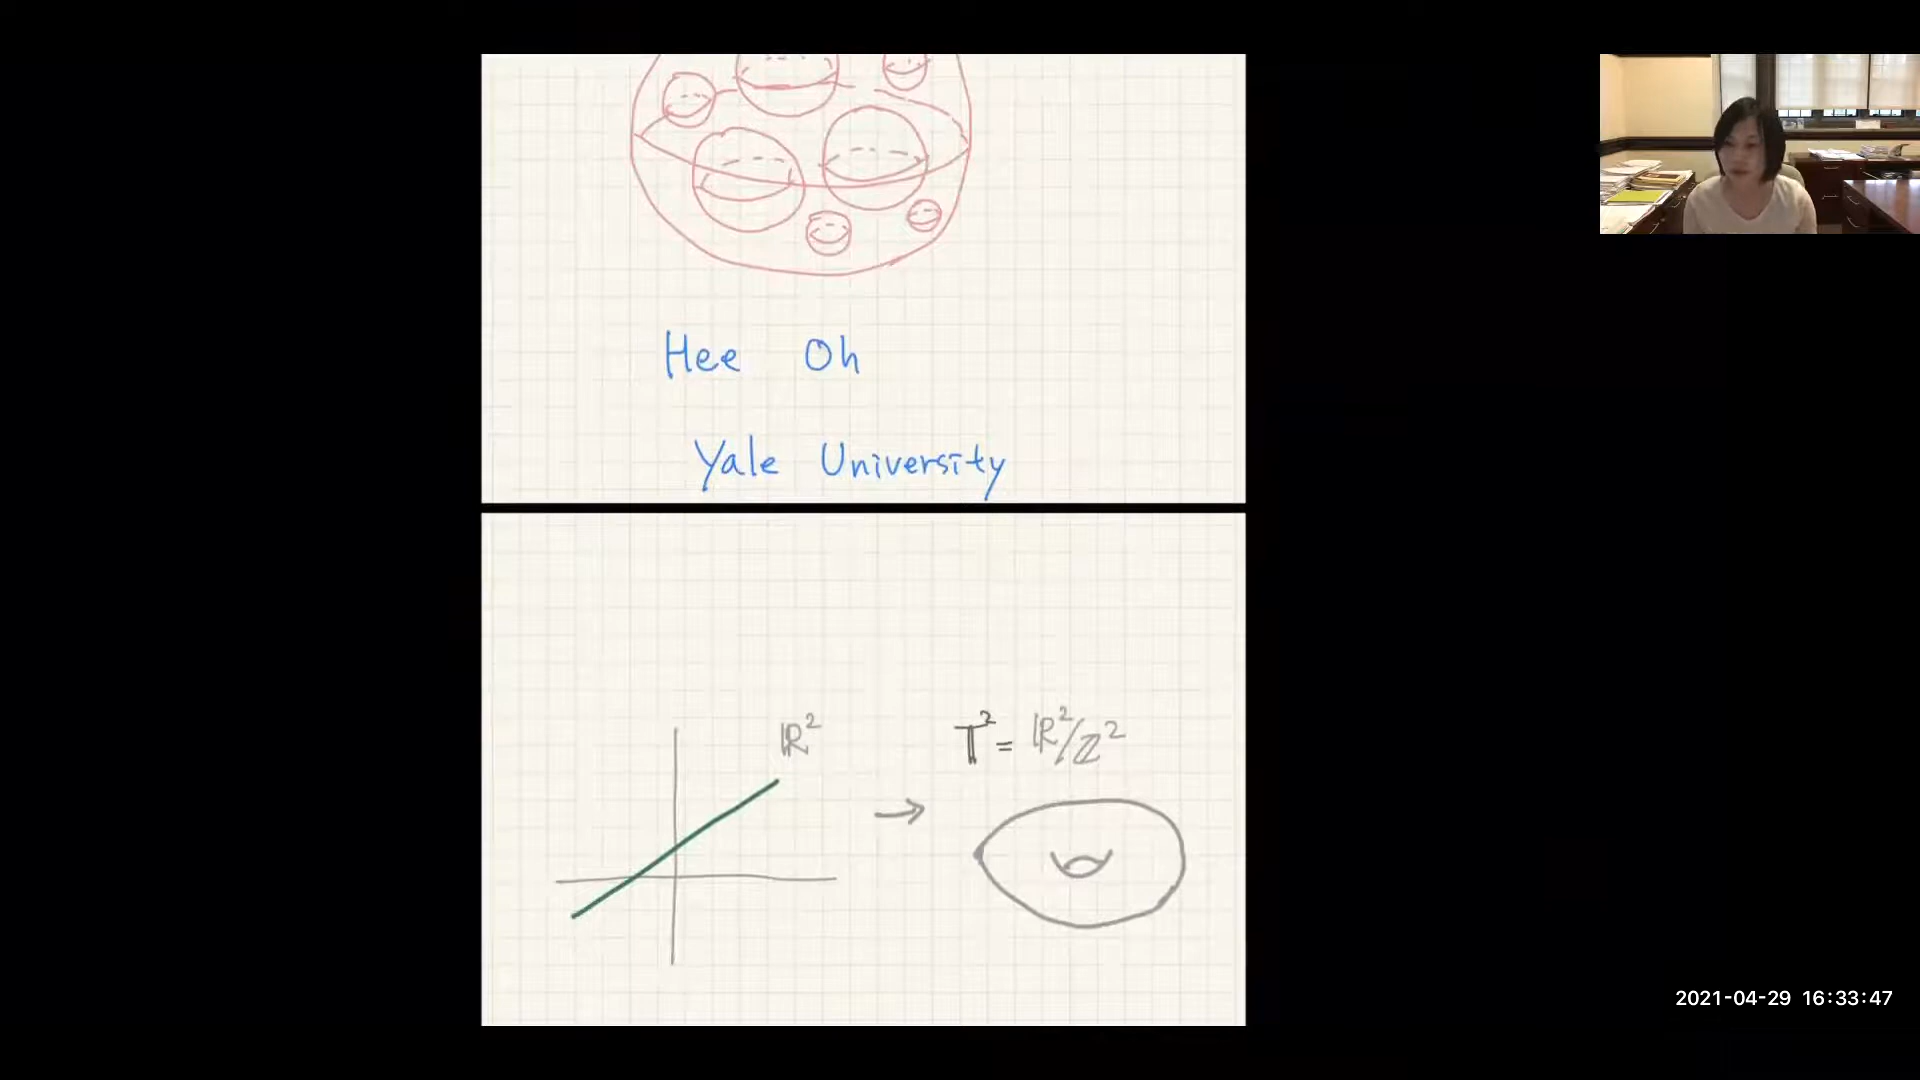 Hee Oh
Yale University
ℝ²
𝕋² = ℝ²/ℤ²
2021-04-29 16:33:47